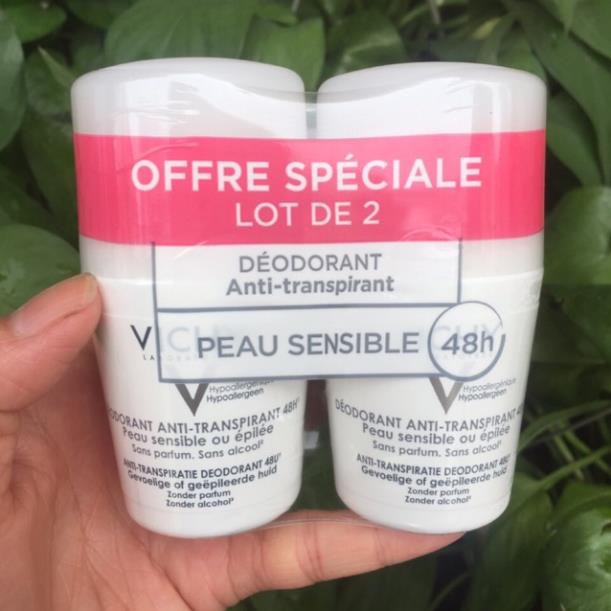 OFFRE SPÉCIALE
LOT DE 2
DÉODORANT
Anti-transpirant
PEAU SENSIBLE 48h
VICHY
Hypoallergénique
Hypoallergeen
DÉODORANT ANTI-TRANSPIRANT 48H
Peau sensible ou épilée
Sans parfum. Sans alcool*
ANTI-TRANSPIRATIE DEODORANT 48U
Gevoelige of geëpileerde huid
Zonder parfum
Zonder alcohol*
VICHY
Hypoallergénique
Hypoallergeen
DÉODORANT ANTI-TRANSPIRANT
Peau sensible ou épilée
Sans parfum. Sans alcool*
ANTI-TRANSPIRATIE DEODORANT 48U
Gevoelige of geëpileerde huid
Zonder parfum
Zonder alcohol*